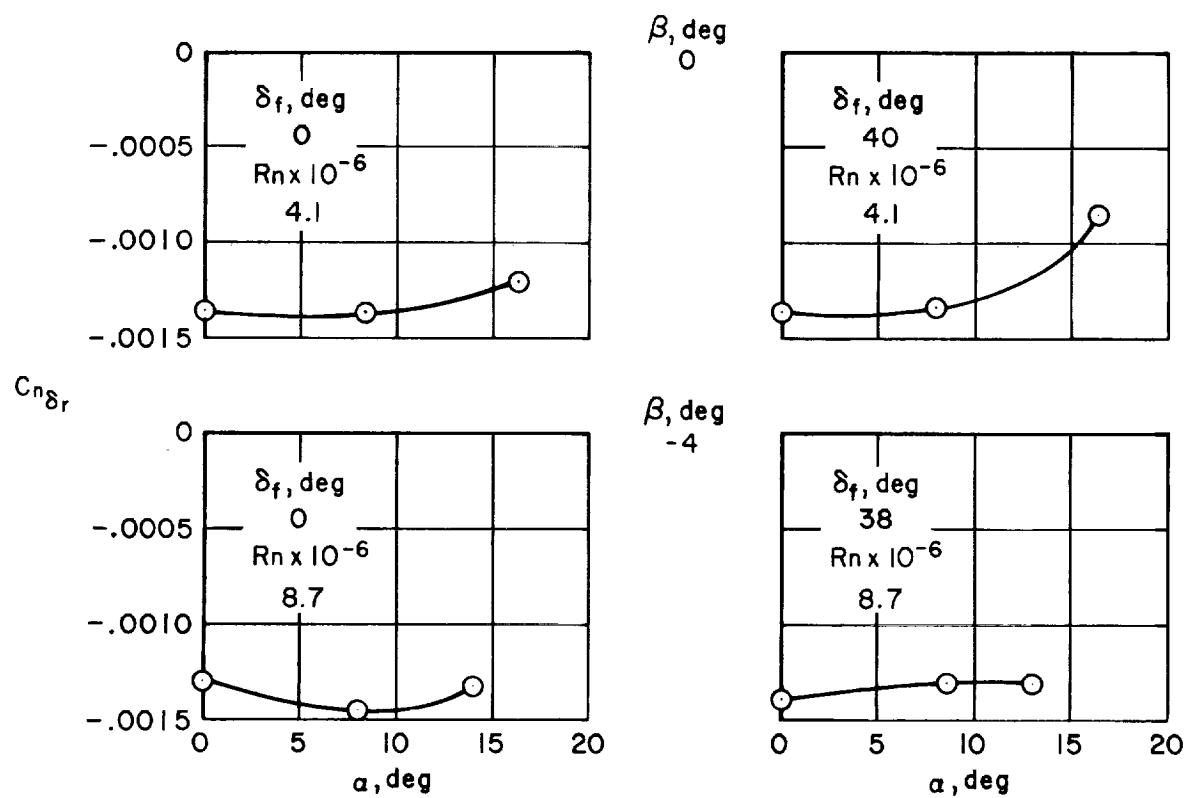 β, deg
0
0
-.0005
-.0010
-.0015
δf, deg
0
Rn x 10⁻⁶
4.1
δf, deg
40
Rn x 10⁻⁶
4.1
Cnδr
β, deg
-4
0
-.0005
-.0010
-.0015
δf, deg
0
Rn x 10⁻⁶
8.7
δf, deg
38
Rn x 10⁻⁶
8.7
0 5 10 15 20
α, deg
0 5 10 15 20
α, deg